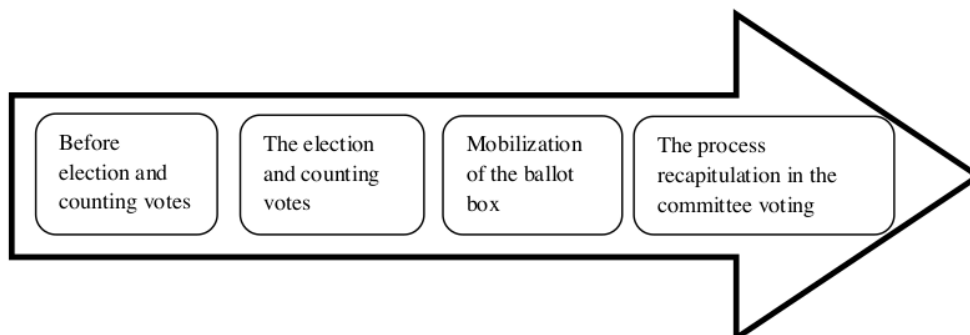 Before
election and
counting votes
The election
and counting
votes
Mobilization
of the ballot
box
The process
recapitulation in the
committee voting